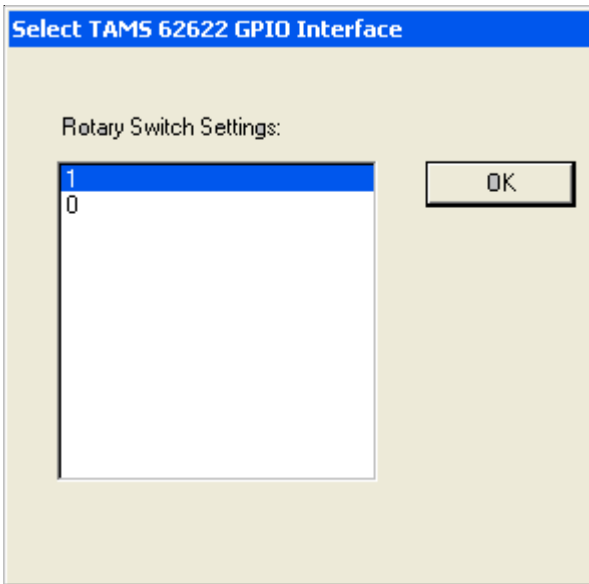 Select TAMS 62622 GPIO Interface
Rotary Switch Settings:
1
OK
0